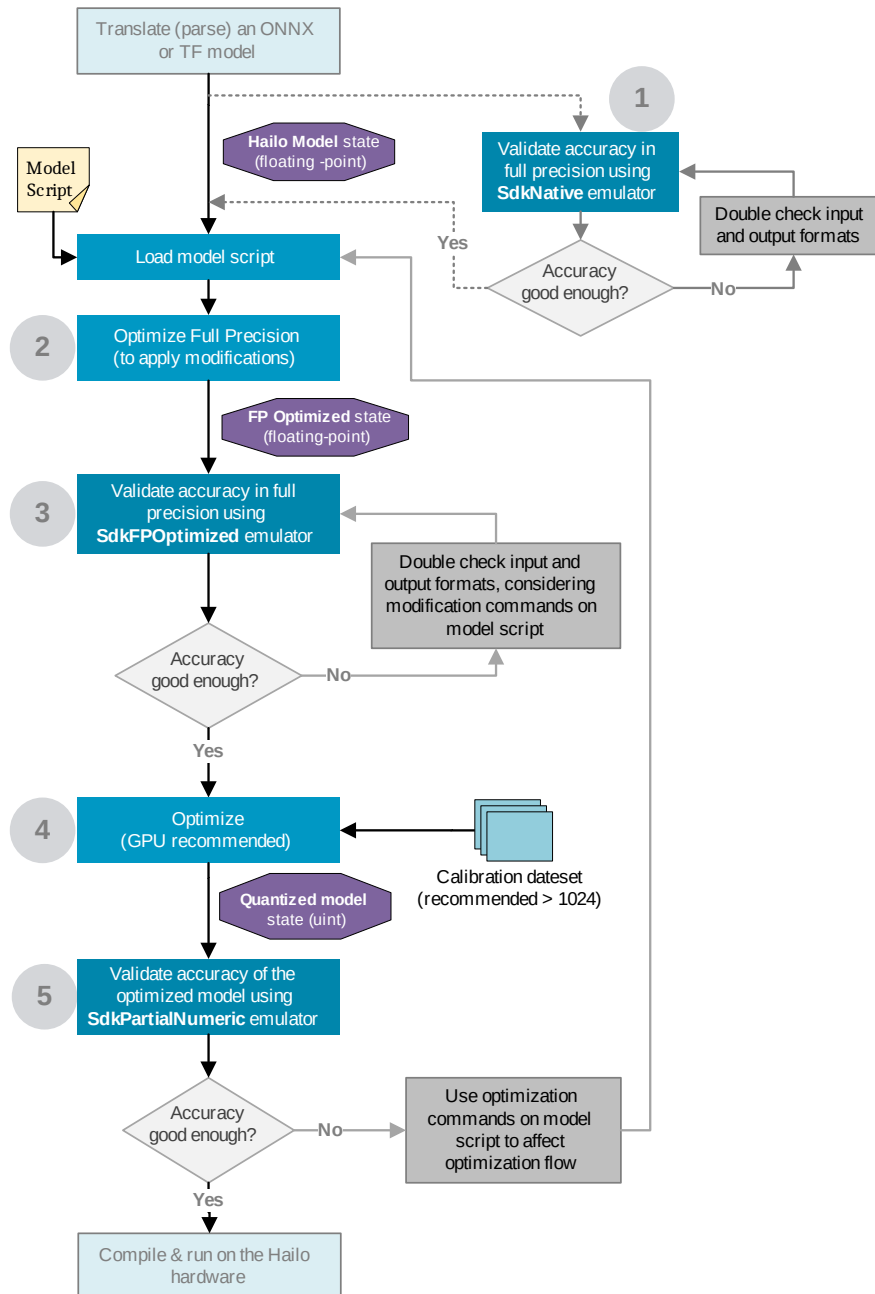 Translate (parse) an ONNX
or TF model
1
Hailo Model state
(floating -point)
Validate accuracy in
full precision using
SdkNative emulator
Model
Script
Double check input
and output formats
Yes
Load model script
Accuracy
good enough?
No
2
Optimize Full Precision
(to apply modifications)
FP Optimized state
(floating-point)
3
Validate accuracy in full
precision using
SdkFPOptimized emulator
Double check input and
output formats, considering
modification commands on
model script
Accuracy
good enough?
No
Yes
4
Optimize
(GPU recommended)
Calibration dateset
(recommended > 1024)
Quantized model
state (uint)
5
Validate accuracy of the
optimized model using
SdkPartialNumeric emulator
Accuracy
good enough?
No
Use optimization
commands on model
script to affect
optimization flow
Yes
Compile & run on the Hailo
hardware